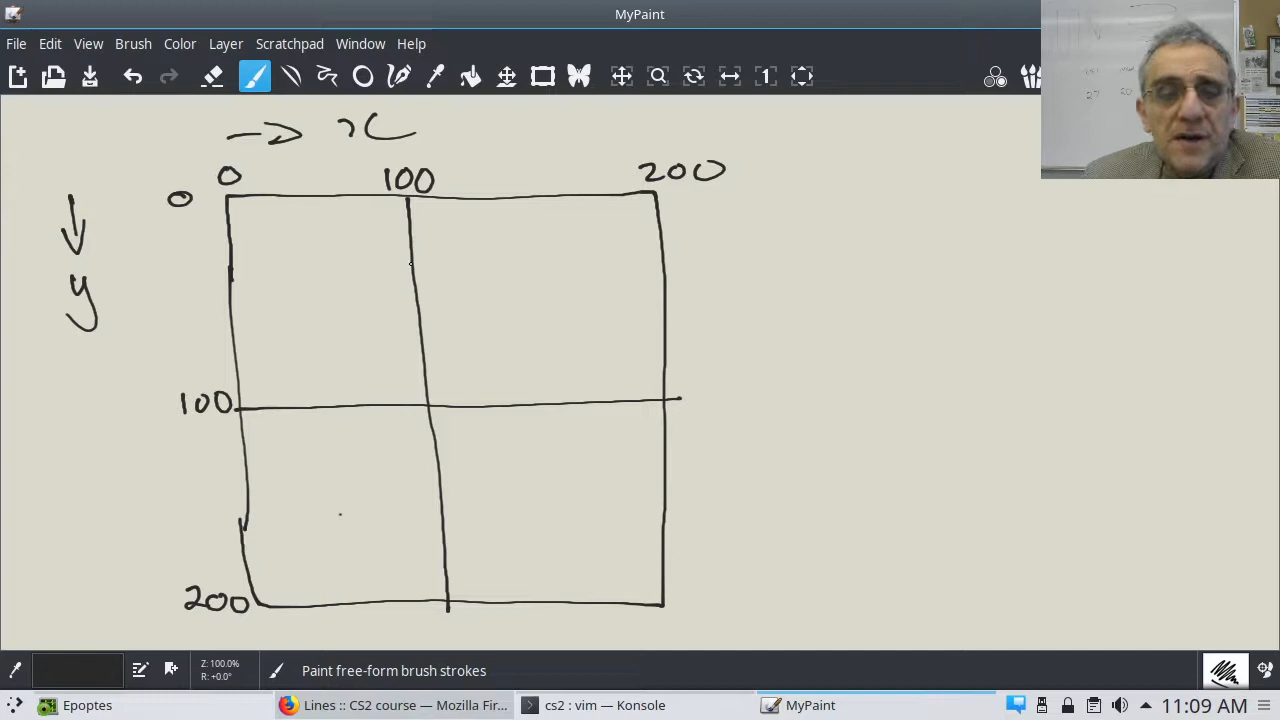 MyPaint
File Edit View Brush Color Layer Scratchpad Window Help
→ x
0 100 200
0
↓
y
100
200
Z: 100.0%
R: +0.0°
Paint free-form brush strokes
Epoptes
Lines :: CS2 course — Mozilla Fir...
cs2 : vim — Konsole
MyPaint
11:09 AM